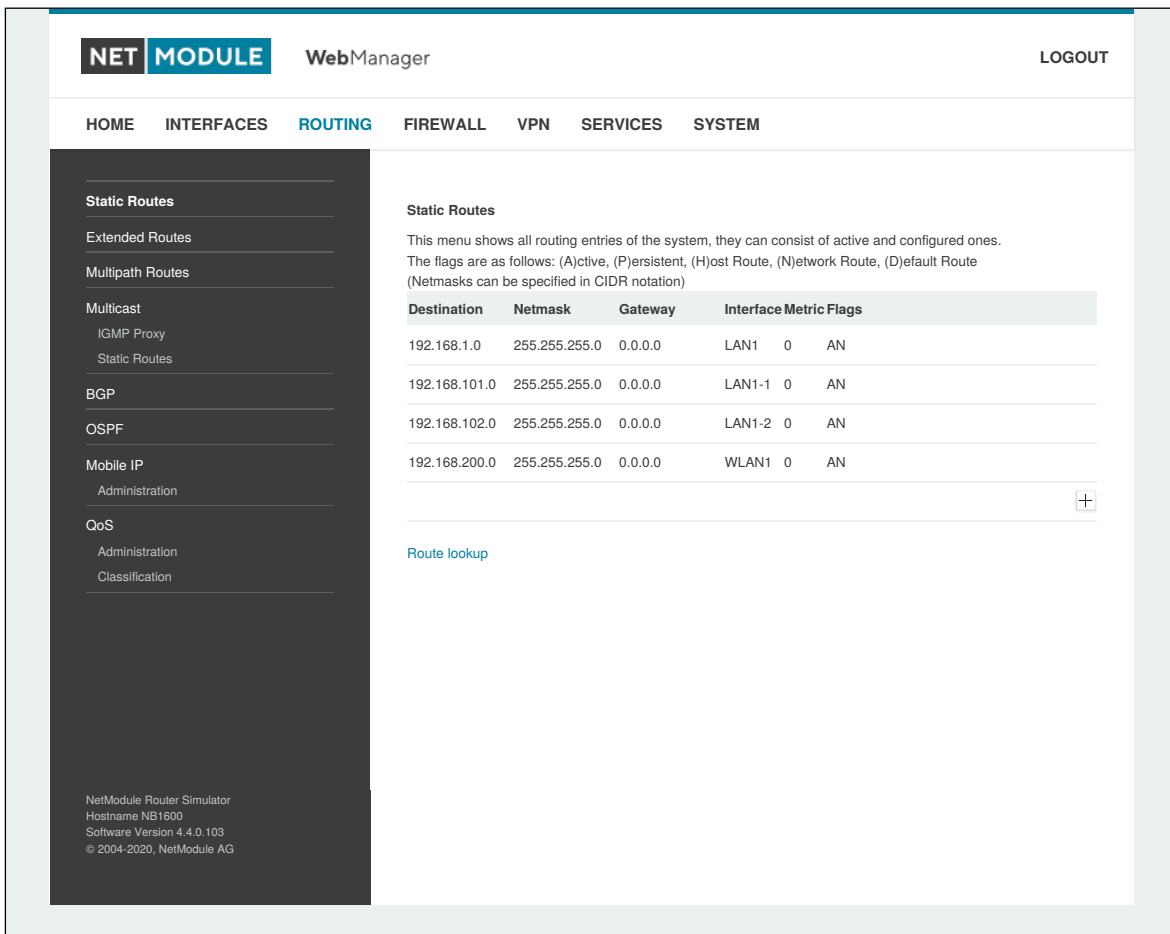 NET MODULE WebManager LOGOUT
HOME INTERFACES ROUTING FIREWALL VPN SERVICES SYSTEM
Static Routes
Extended Routes
Multipath Routes
Multicast
IGMP Proxy
Static Routes
BGP
OSPF
Mobile IP
Administration
QoS
Administration
Classification
NetModule Router Simulator
Hostname NB1600
Software Version 4.4.0.103
© 2004-2020, NetModule AG
Static Routes
This menu shows all routing entries of the system, they can consist of active and configured ones.
The flags are as follows: (A)ctive, (P)ersistent, (H)ost Route, (N)etwork Route, (D)efault Route
(Netmasks can be specified in CIDR notation)
Destination Netmask Gateway Interface Metric Flags
192.168.1.0 255.255.255.0 0.0.0.0 LAN1 0 AN
192.168.101.0 255.255.255.0 0.0.0.0 LAN1-1 0 AN
192.168.102.0 255.255.255.0 0.0.0.0 LAN1-2 0 AN
192.168.200.0 255.255.255.0 0.0.0.0 WLAN1 0 AN
Route lookup